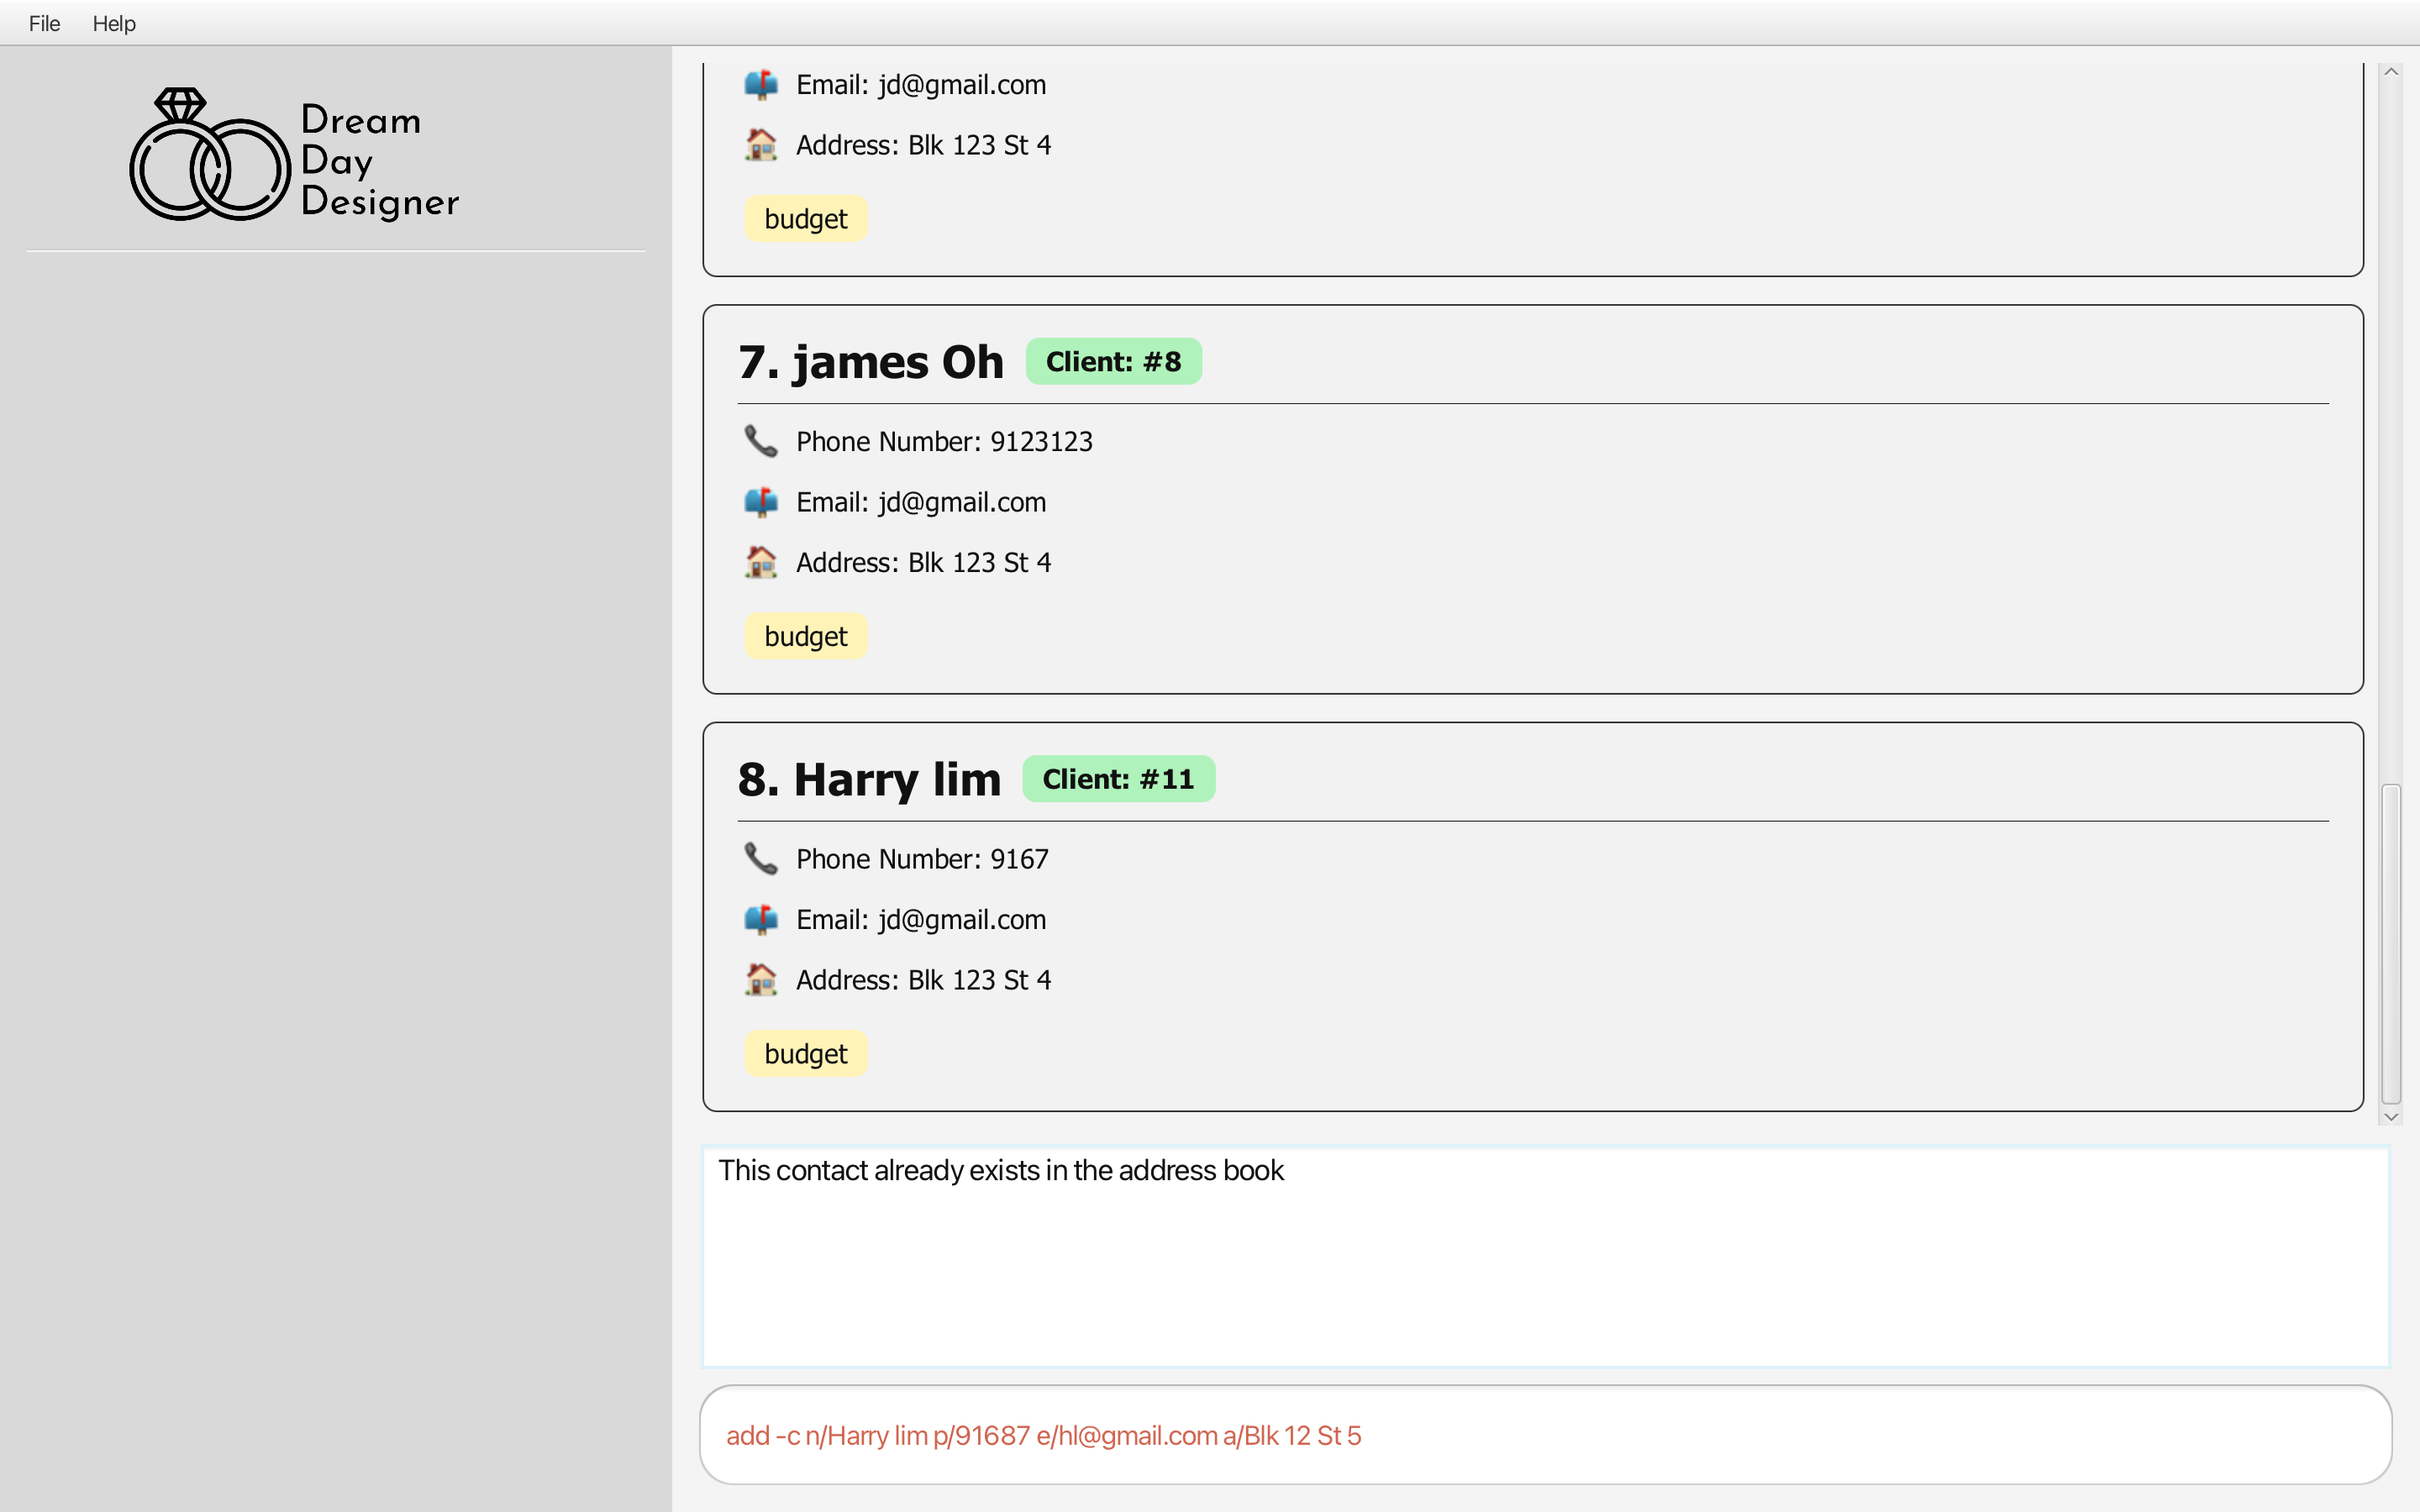 File Help
Dream
Day
Designer
Email: jd@gmail.com
Address: Blk 123 St 4
budget
7. james Oh Client: #8
Phone Number: 9123123
Email: jd@gmail.com
Address: Blk 123 St 4
budget
8. Harry lim Client: #11
Phone Number: 9167
Email: jd@gmail.com
Address: Blk 123 St 4
budget
This contact already exists in the address book
add -c n/Harry lim p/91687 e/hl@gmail.com a/Blk 12 St 5